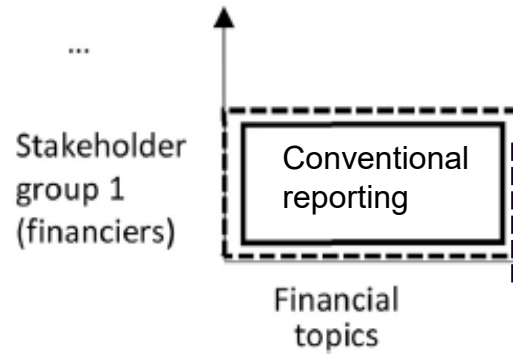 ...
Stakeholder
group 1
(financiers)
Conventional
reporting
Financial
topics